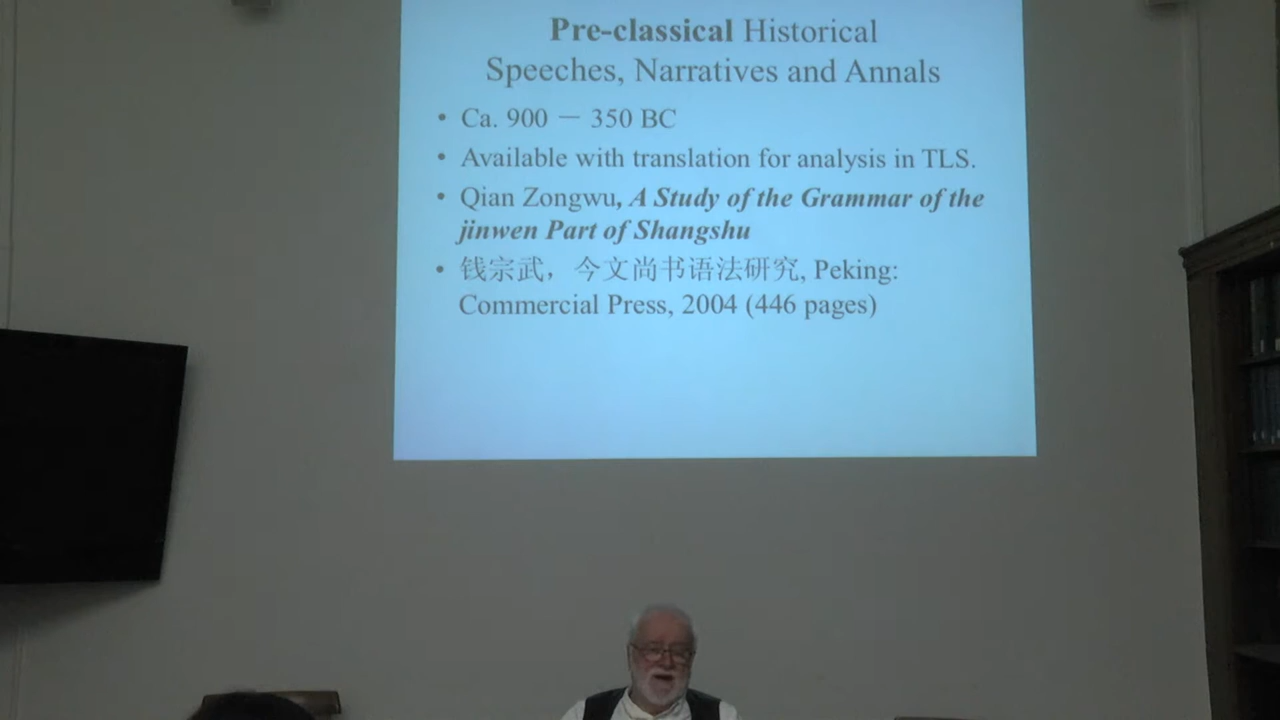 Pre-classical Historical
Speeches, Narratives and Annals
• Ca. 900 － 350 BC
• Available with translation for analysis in TLS.
• Qian Zongwu, A Study of the Grammar of the
jinwen Part of Shangshu
• 钱宗武，今文尚书语法研究, Peking:
Commercial Press, 2004 (446 pages)